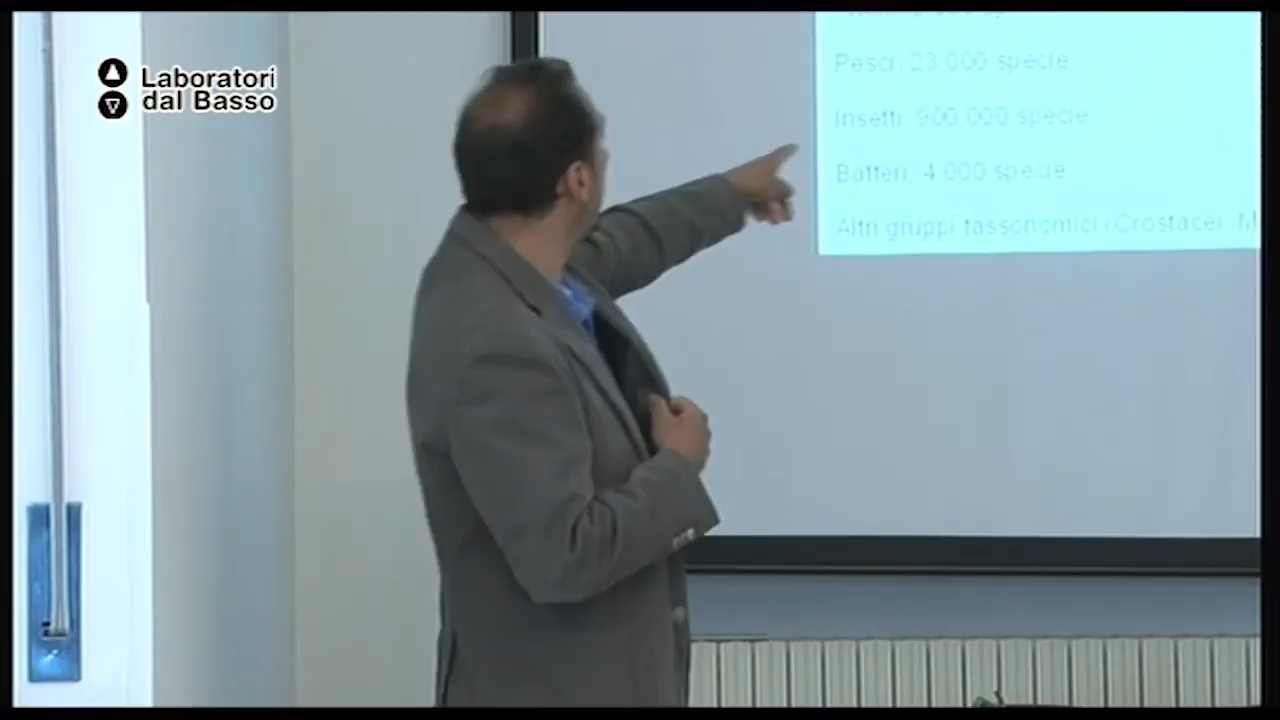 Laboratori
dal Basso
Pesci: 23.000 specie
Insetti: 900.000 specie
Batteri: 4.000 specie
Altri gruppi tassonomici (Crostacei, M